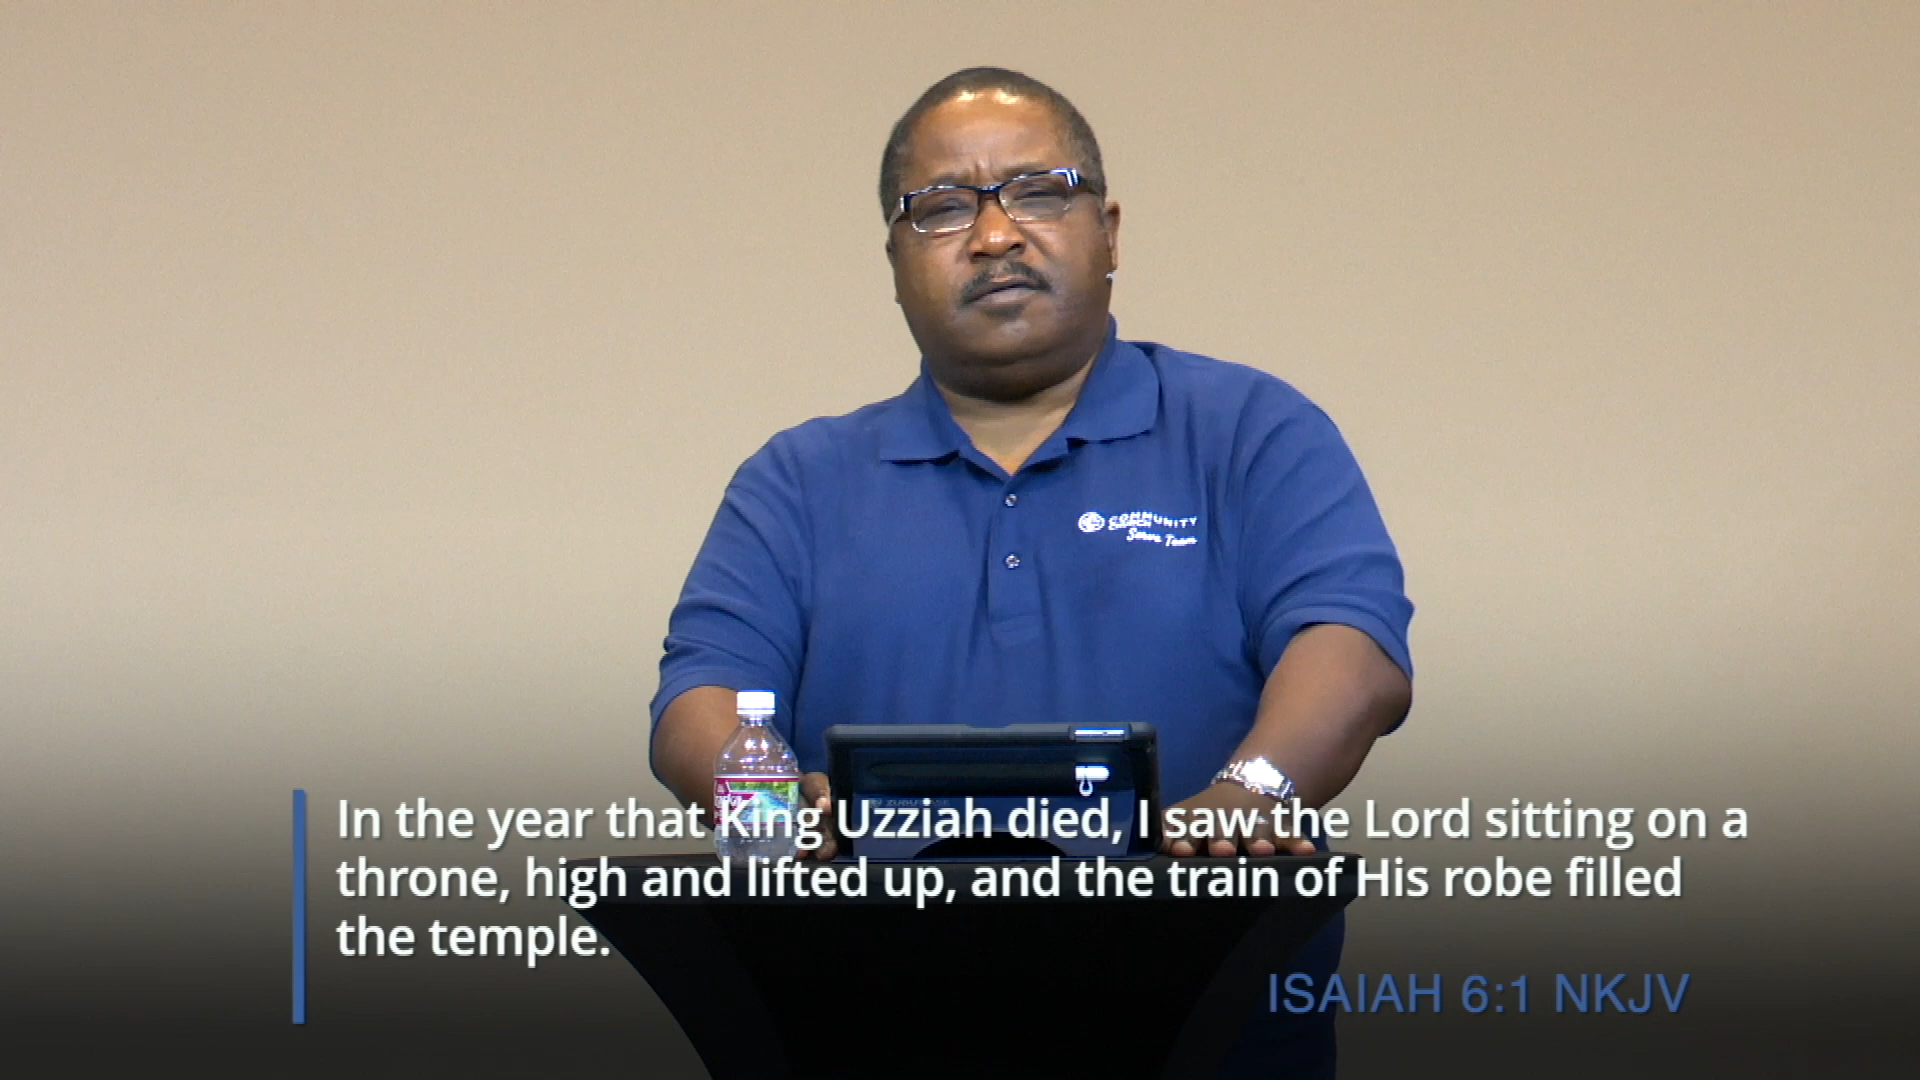 COMMUNITY
CHURCH
Serve Team
In the year that King Uzziah died, I saw the Lord sitting on a
throne, high and lifted up, and the train of His robe filled
the temple.
ISAIAH 6:1 NKJV